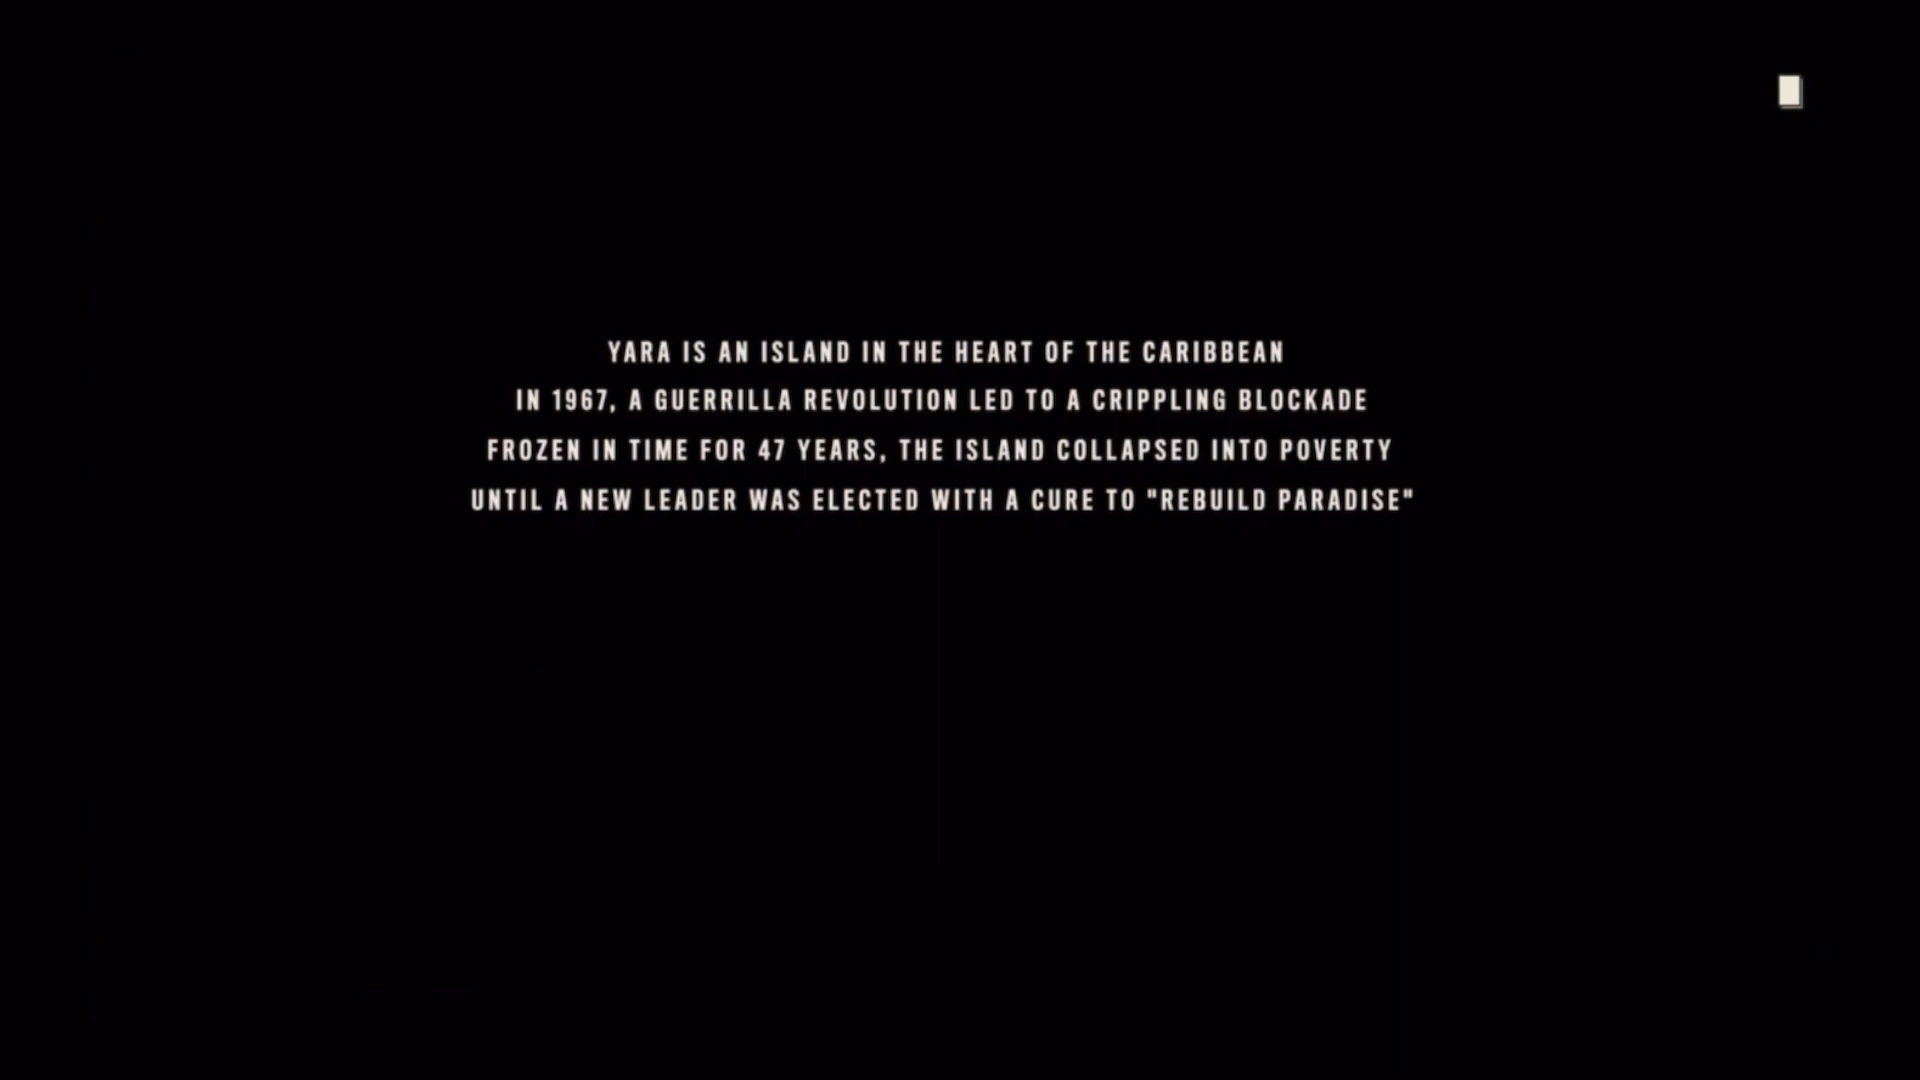 YARA IS AN ISLAND IN THE HEART OF THE CARIBBEAN
IN 1967, A GUERRILLA REVOLUTION LED TO A CRIPPLING BLOCKADE
FROZEN IN TIME FOR 47 YEARS, THE ISLAND COLLAPSED INTO POVERTY
UNTIL A NEW LEADER WAS ELECTED WITH A CURE TO "REBUILD PARADISE"